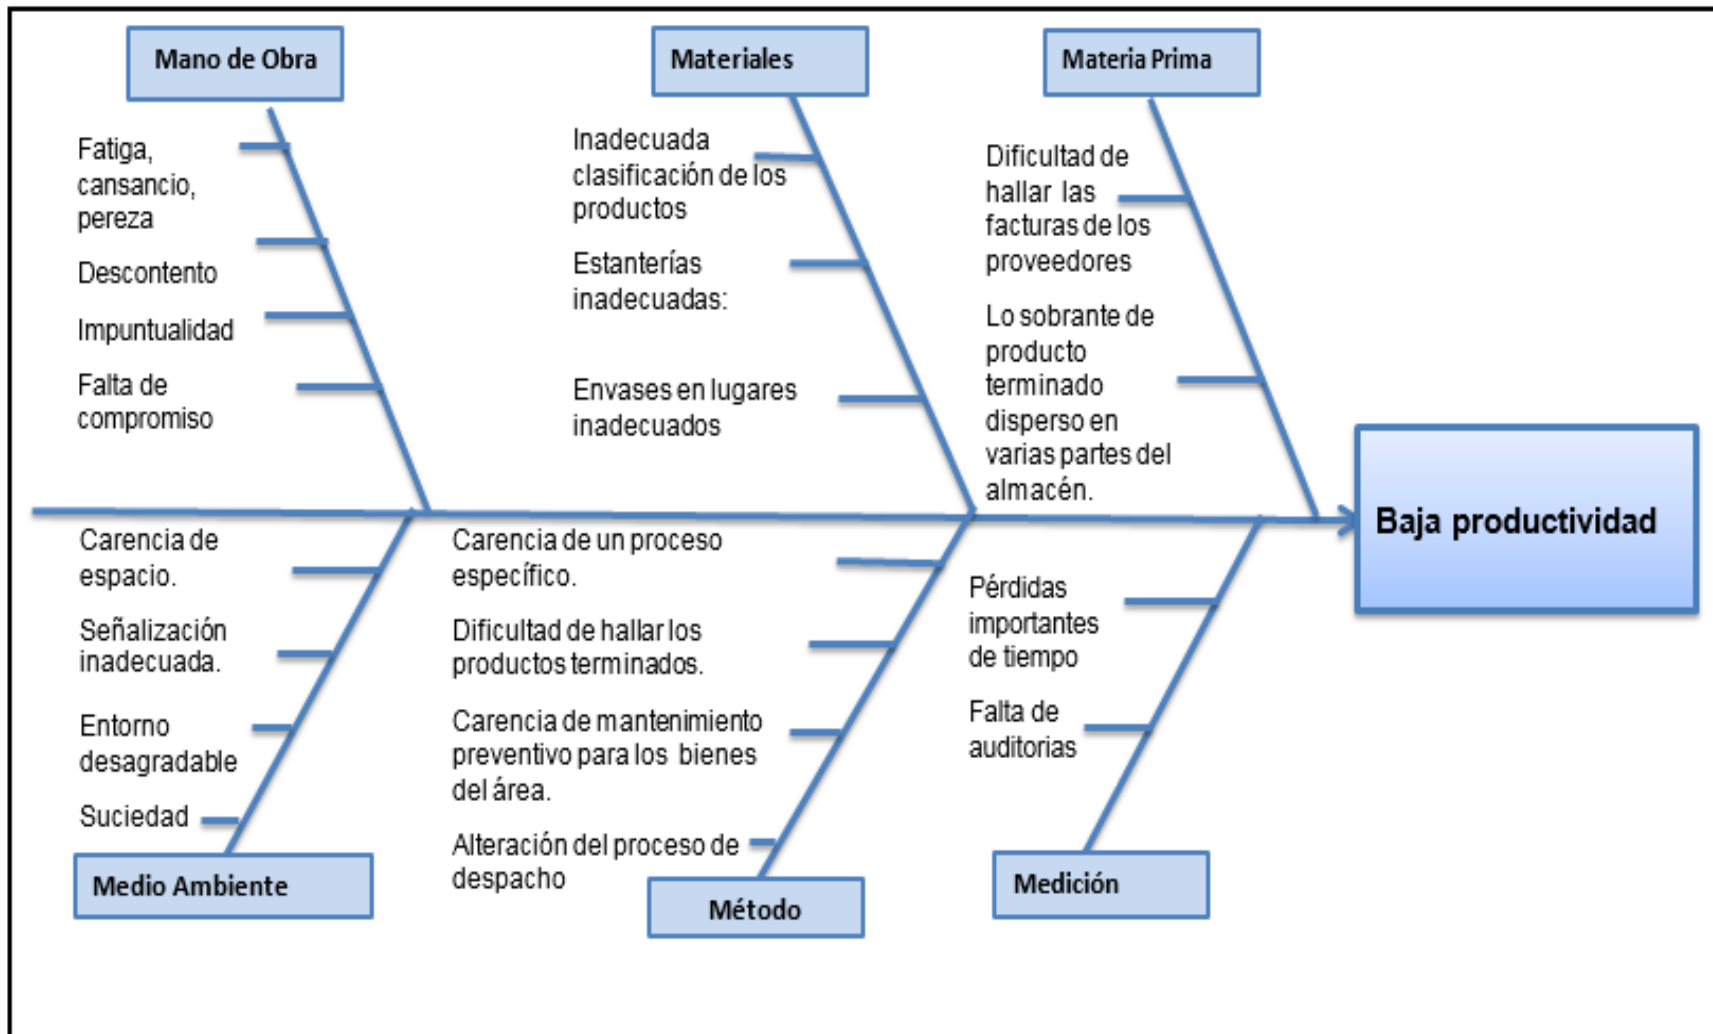 Mano de Obra
Fatiga,
cansancio,
pereza
Descontento
Impuntualidad
Falta de
compromiso
Materiales
Inadecuada
clasificación de los
productos
Estanterías
inadecuadas:
Envases en lugares
inadecuados
Materia Prima
Dificultad de
hallar las
facturas de los
proveedores
Lo sobrante de
producto
terminado
disperso en
varias partes del
almacén.
Baja productividad
Carencia de
espacio.
Señalización
inadecuada.
Entorno
desagradable
Suciedad
Medio Ambiente
Carencia de un proceso
específico.
Dificultad de hallar los
productos terminados.
Carencia de mantenimiento
preventivo para los bienes
del área.
Alteración del proceso de
despacho
Método
Pérdidas
importantes
de tiempo
Falta de
auditorias
Medición